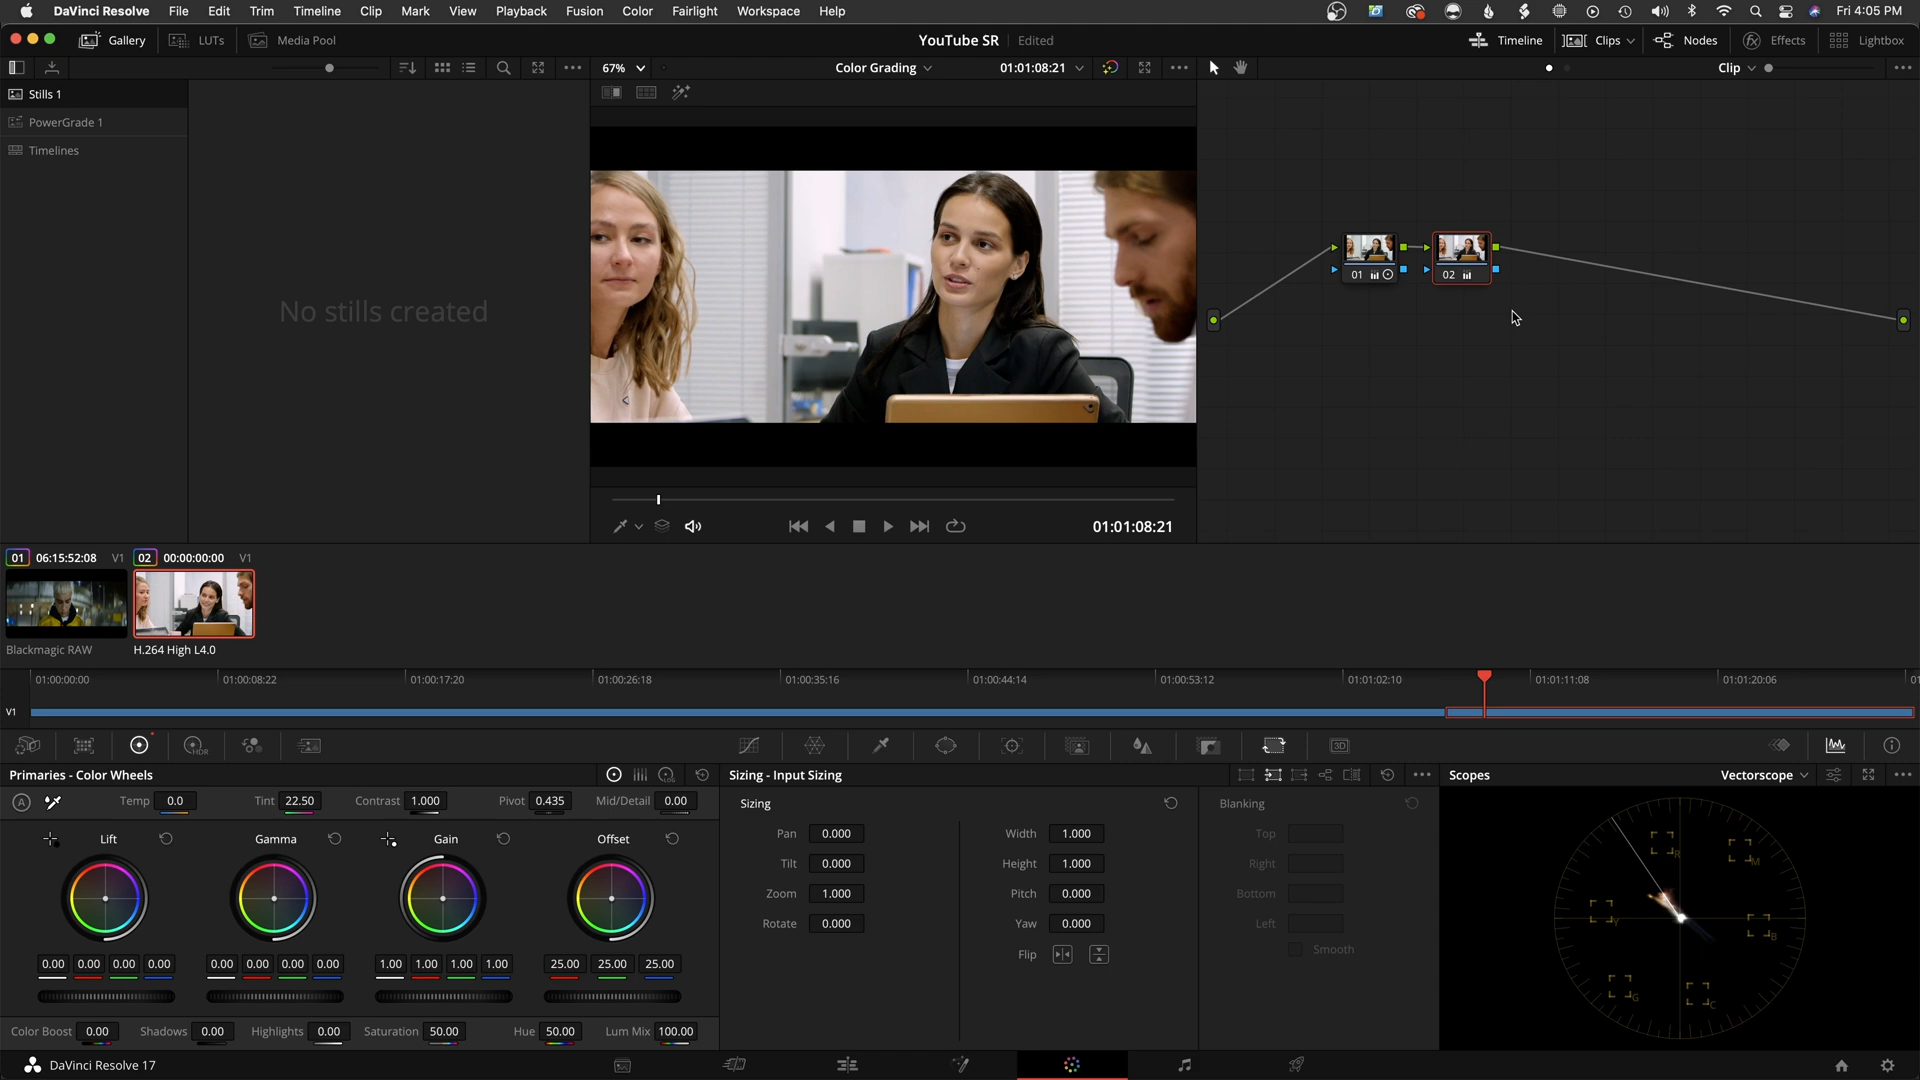 DaVinci Resolve File Edit Trim Timeline Clip Mark View Playback Fusion Color Fairlight Workspace Help Fri 4:05 PM
Gallery LUTs Media Pool YouTube SR Edited Timeline Clips Nodes Effects Lightbox
67% Color Grading 01:01:08:21 Clip
Stills 1
PowerGrade 1
Timelines
No stills created
01 02
01:01:08:21
01 06:15:52:08 V1 02 00:00:00:00 V1
Blackmagic RAW H.264 High L4.0
01:00:00:00 01:00:08:22 01:00:17:20 01:00:26:18 01:00:35:16 01:00:44:14 01:00:53:12 01:01:02:10 01:01:11:08 01:01:20:06 01
V1
HDR 3D
Primaries - Color Wheels LOG Sizing - Input Sizing Scopes Vectorscope
A Temp 0.0 Tint 22.50 Contrast 1.000 Pivot 0.435 Mid/Detail 0.00 Sizing Blanking
Lift Gamma Gain Offset
Pan 0.000 Width 1.000 Top
Tilt 0.000 Height 1.000 Right
Zoom 1.000 Pitch 0.000 Bottom
Rotate 0.000 Yaw 0.000 Left
Flip Smooth
R M
Y B
G C
0.00 0.00 0.00 0.00 0.00 0.00 0.00 0.00 1.00 1.00 1.00 1.00 25.00 25.00 25.00
Color Boost 0.00 Shadows 0.00 Highlights 0.00 Saturation 50.00 Hue 50.00 Lum Mix 100.00
DaVinci Resolve 17